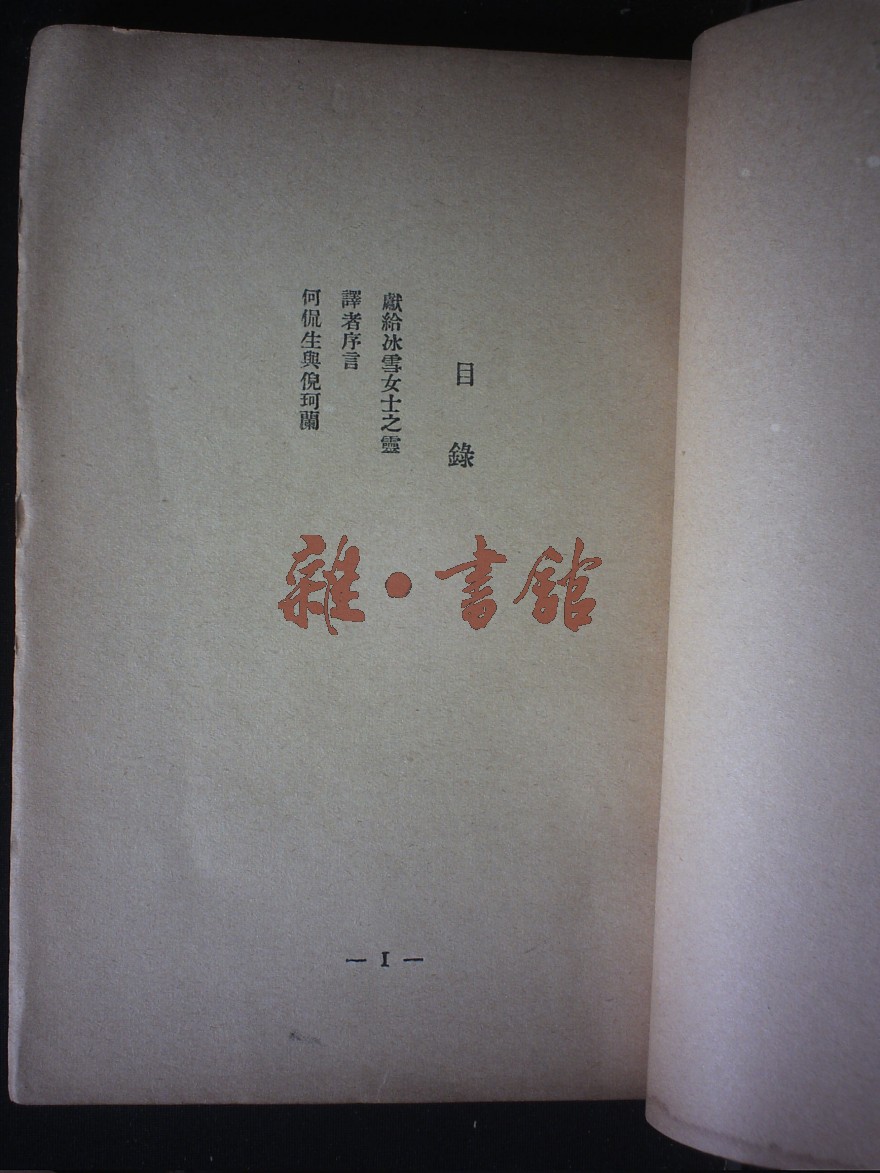 目錄
獻給冰雪女士之靈
譯者序言
何侃生與倪珂蘭
雜·書館
— I —